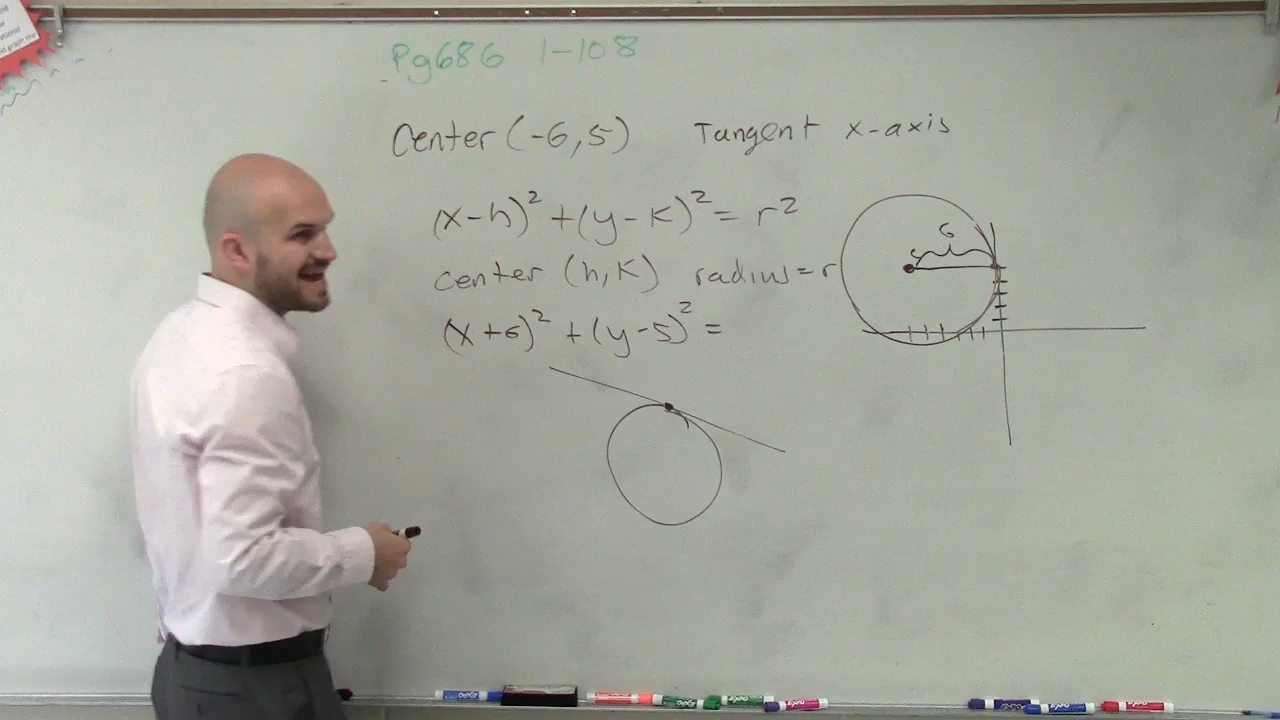 Pg686 1-108
Center (-6,5) Tangent x-axis
(x-h)² + (y-k)² = r²
center (h,k) radius = r
(x+6)² + (y-5)² =
6